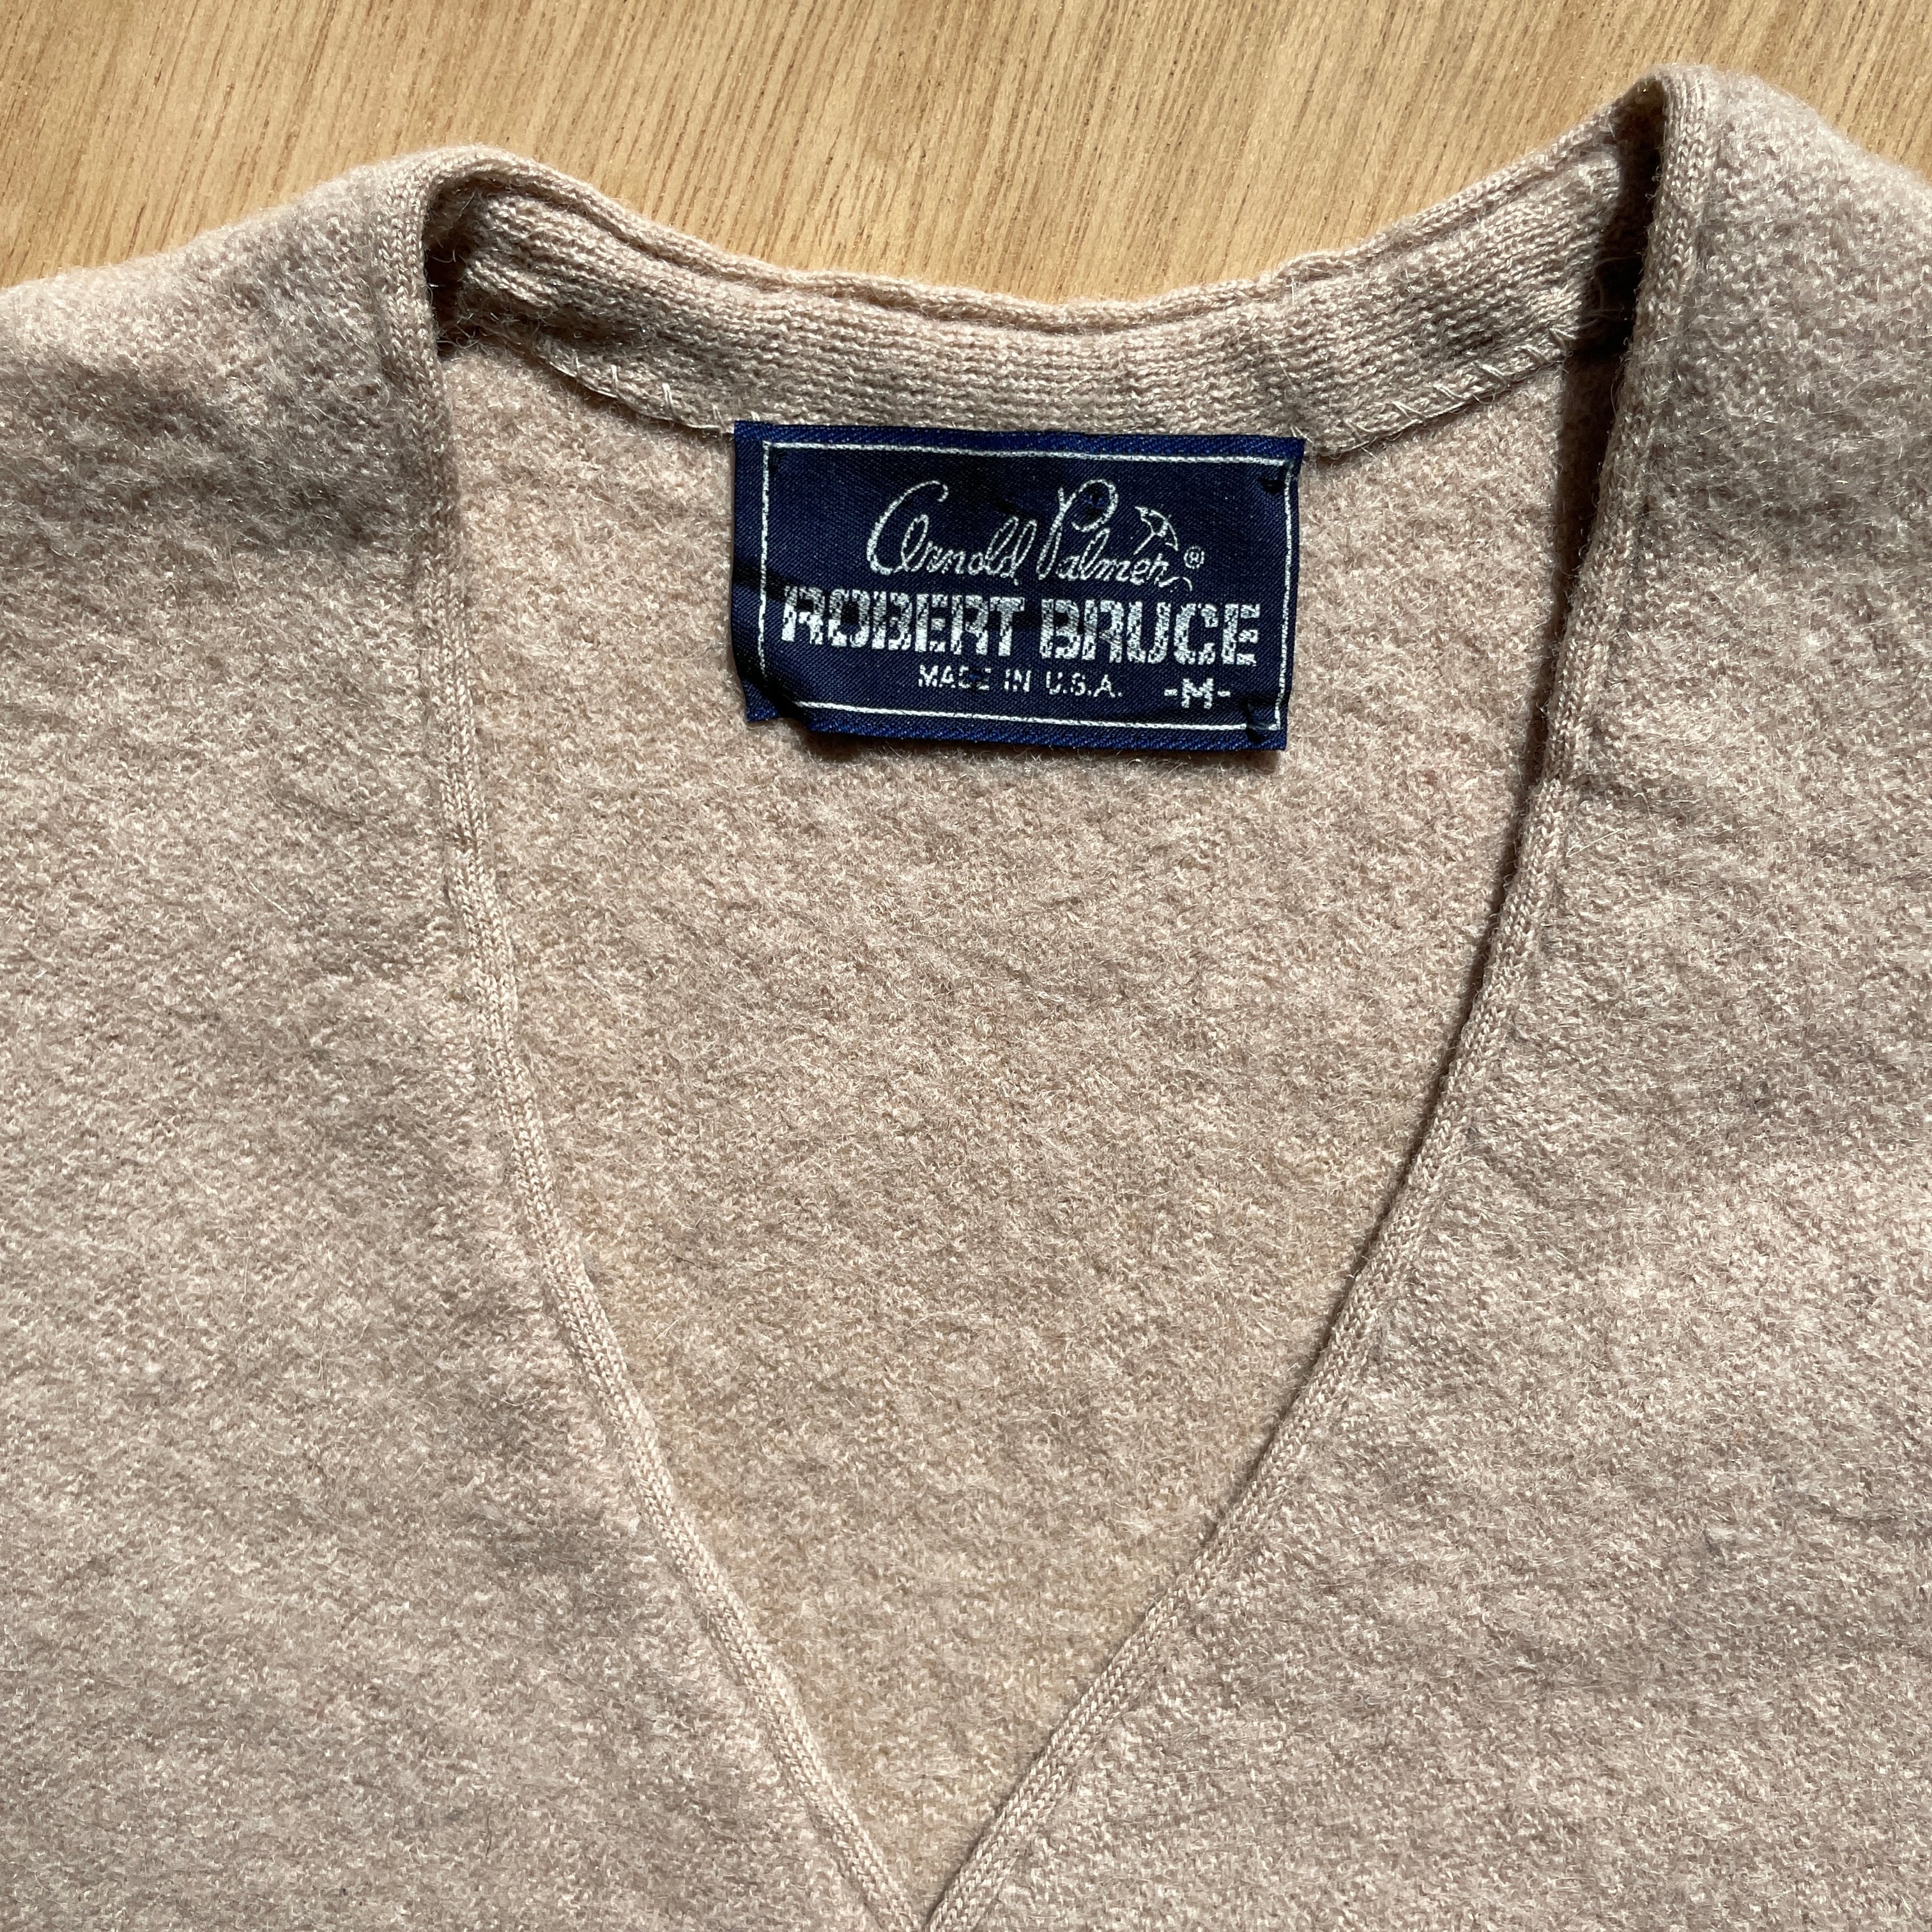 Arnold Palmer®
ROBERT BRUCE
MADE IN U.S.A. -M-